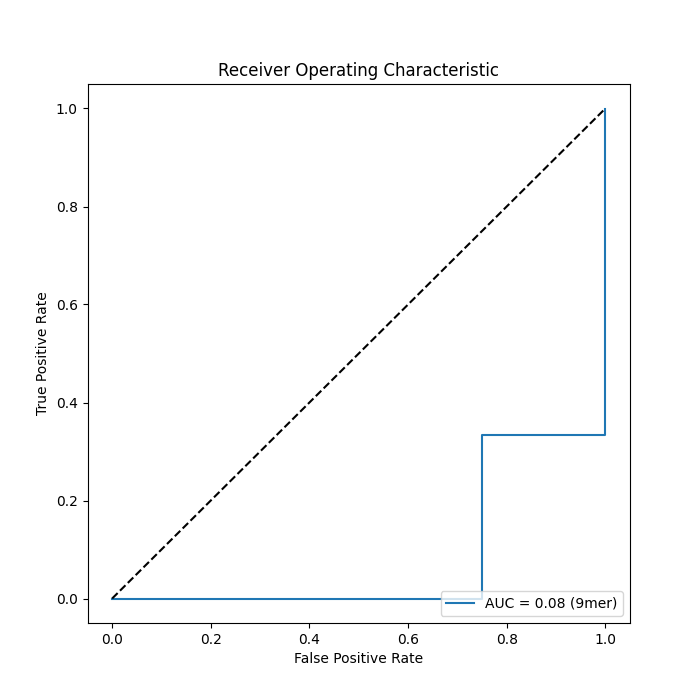 Receiver Operating Characteristic
True Positive Rate
1.0
0.8
0.6
0.4
0.2
0.0
AUC = 0.08 (9mer)
0.0 0.2 0.4 0.6 0.8 1.0
False Positive Rate